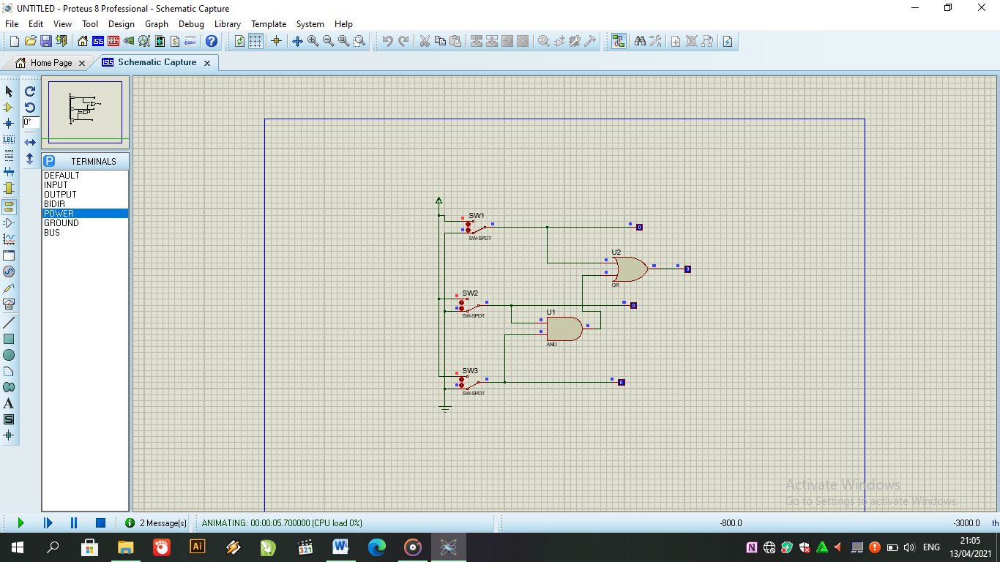 UNTITLED - Proteus 8 Professional - Schematic Capture
File Edit View Tool Design Graph Debug Library Template System Help
Home Page Schematic Capture
LBL
0°
P TERMINALS
DEFAULT
INPUT
OUTPUT
BIDIR
POWER
GROUND
BUS
A
S
SW1
0
SW-SPDT
U2
0
OR
SW2
0
SW-SPDT
U1
AND
SW3
0
SW-SPDT
Activate Windows
Go to Settings to activate Windows.
2 Message(s) ANIMATING: 00:00:05.700000 (CPU load 0%) -800.0 -3000.0 th
Ai 321 W N ENG 21:05
13/04/2021